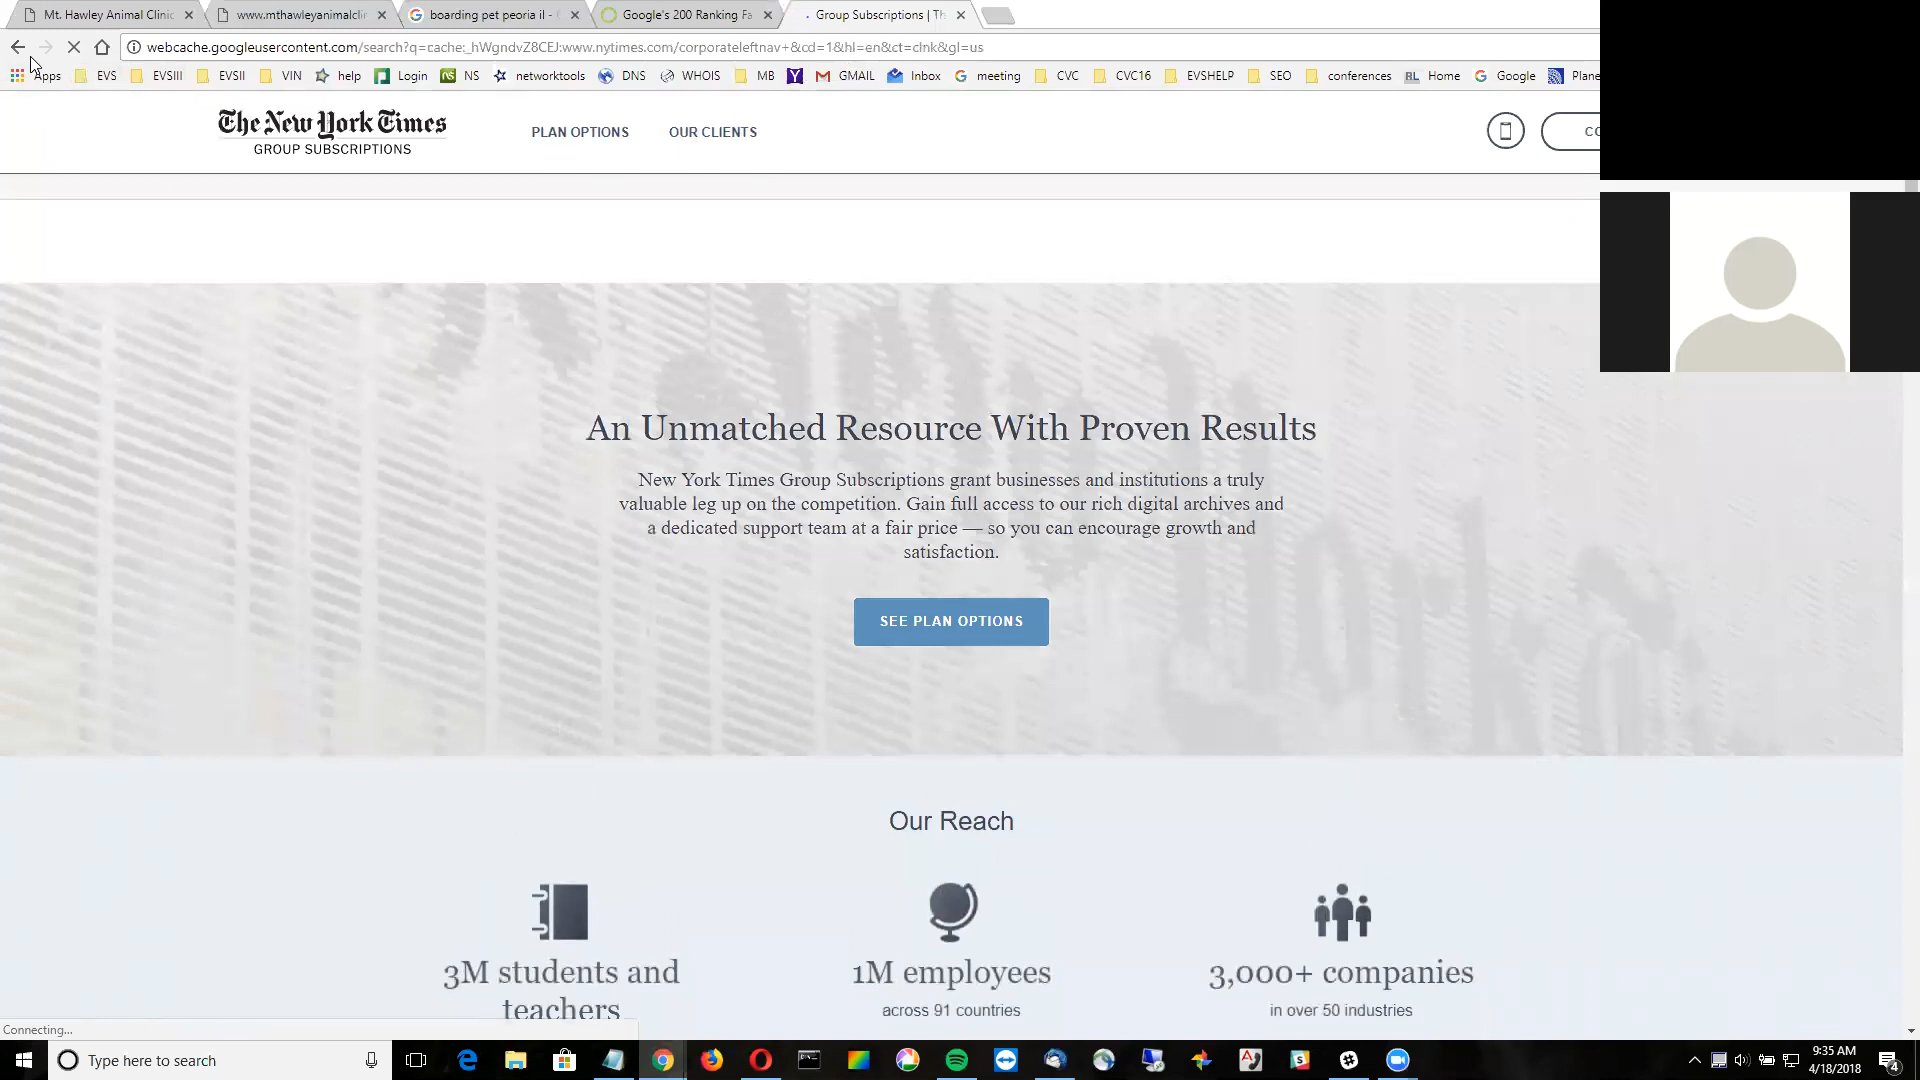 Mt. Hawley Animal Clinic
www.mthawleyanimalcli
boarding pet peoria il -
Google's 200 Ranking Fa
Group Subscriptions | Th
webcache.googleusercontent.com/search?q=cache:_hWgndvZ8CEJ:www.nytimes.com/corporateleftnav+&cd=1&hl=en&ct=clnk&gl=us
Apps EVS EVSIII EVSII VIN help Login NS networktools DNS WHOIS MB GMAIL Inbox meeting CVC CVC16 EVSHELP SEO conferences RL Home Google Plane
The New York Times
GROUP SUBSCRIPTIONS
PLAN OPTIONS
OUR CLIENTS
CO
An Unmatched Resource With Proven Results
New York Times Group Subscriptions grant businesses and institutions a truly
valuable leg up on the competition. Gain full access to our rich digital archives and
a dedicated support team at a fair price — so you can encourage growth and
satisfaction.
SEE PLAN OPTIONS
Our Reach
3M students and
teachers
1M employees
across 91 countries
3,000+ companies
in over 50 industries
Connecting...
Type here to search
9:35 AM
4/18/2018
4